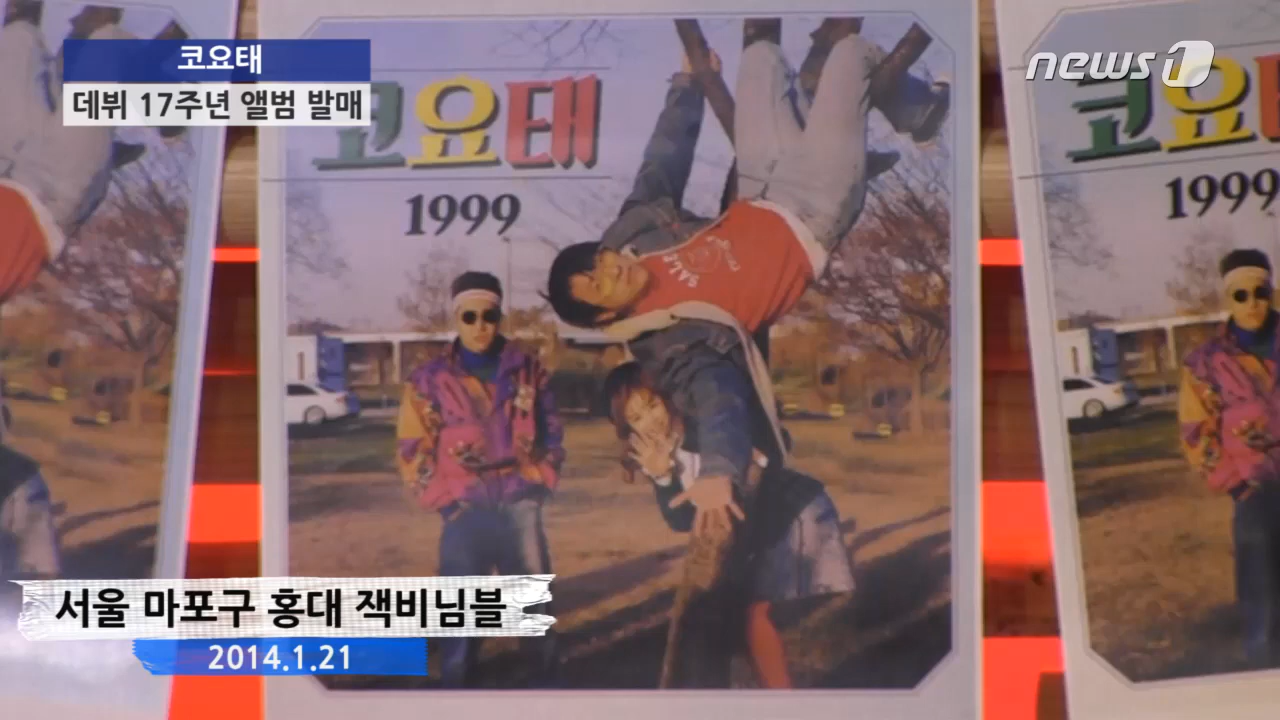 코요태
데뷔 17주년 앨범 발매
news1
코요태
1999
SALE
코요태
1999
서울 마포구 홍대 잭비님블
2014.1.21